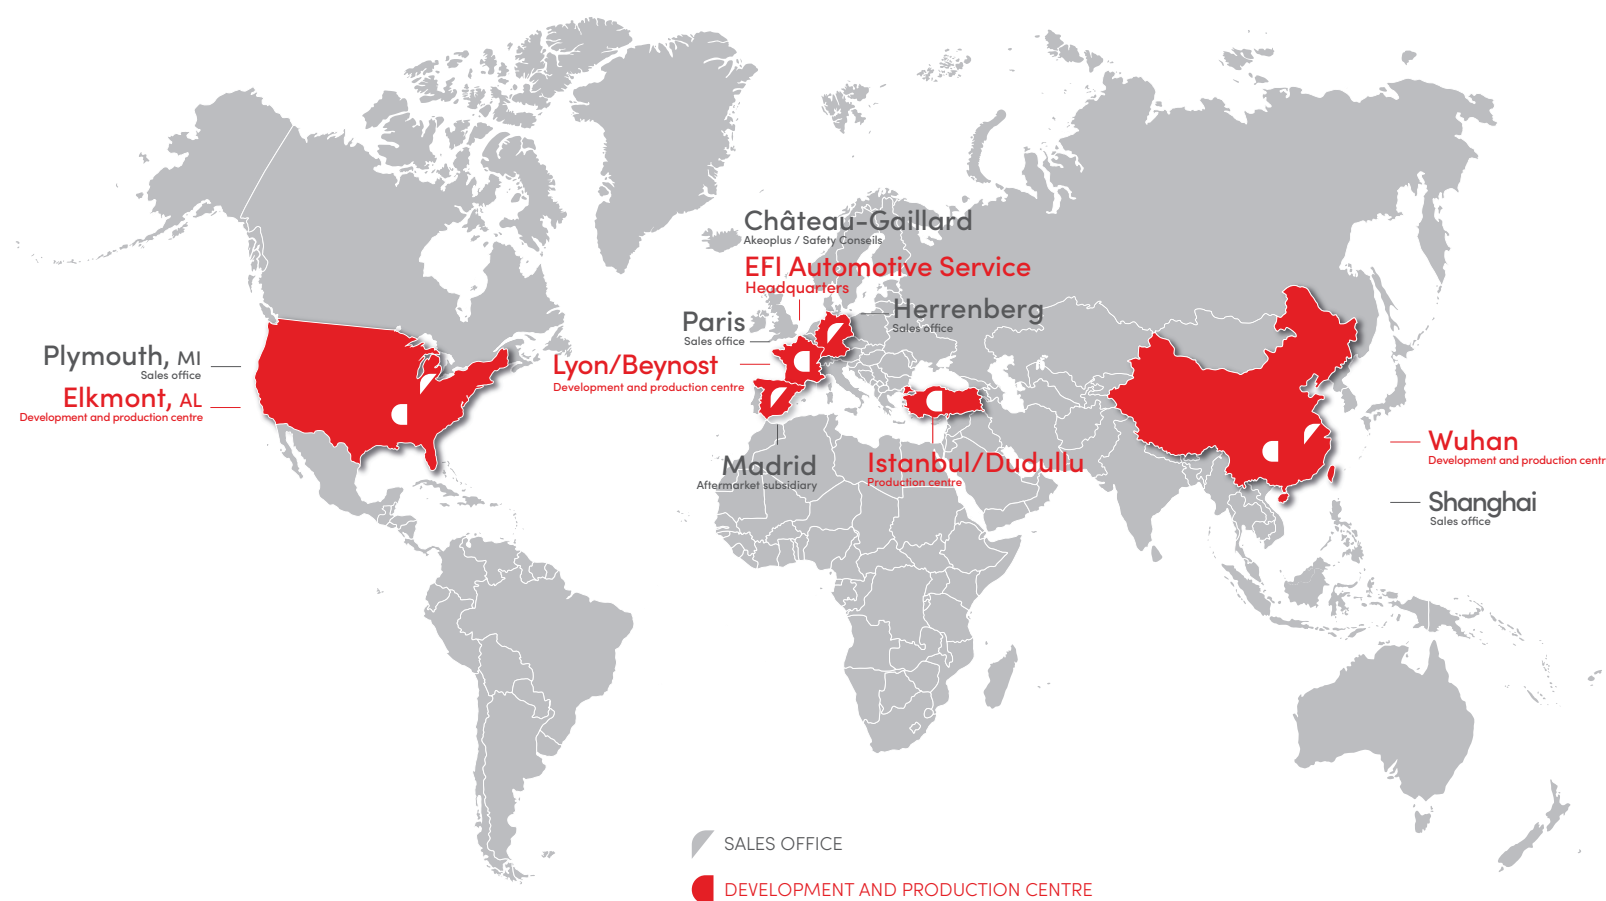 Château-Gaillard
Akeoplus / Safety Conseils
EFI Automotive Service
Headquarters
Herrenberg
Sales office
Paris
Sales office
Plymouth, MI
Sales office
Lyon/Beynost
Development and production centre
Elkmont, AL
Development and production centre
Madrid
Aftermarket subsidiary
Istanbul/Dudullu
Production centre
Wuhan
Development and production centr
Shanghai
Sales office
SALES OFFICE
DEVELOPMENT AND PRODUCTION CENTRE